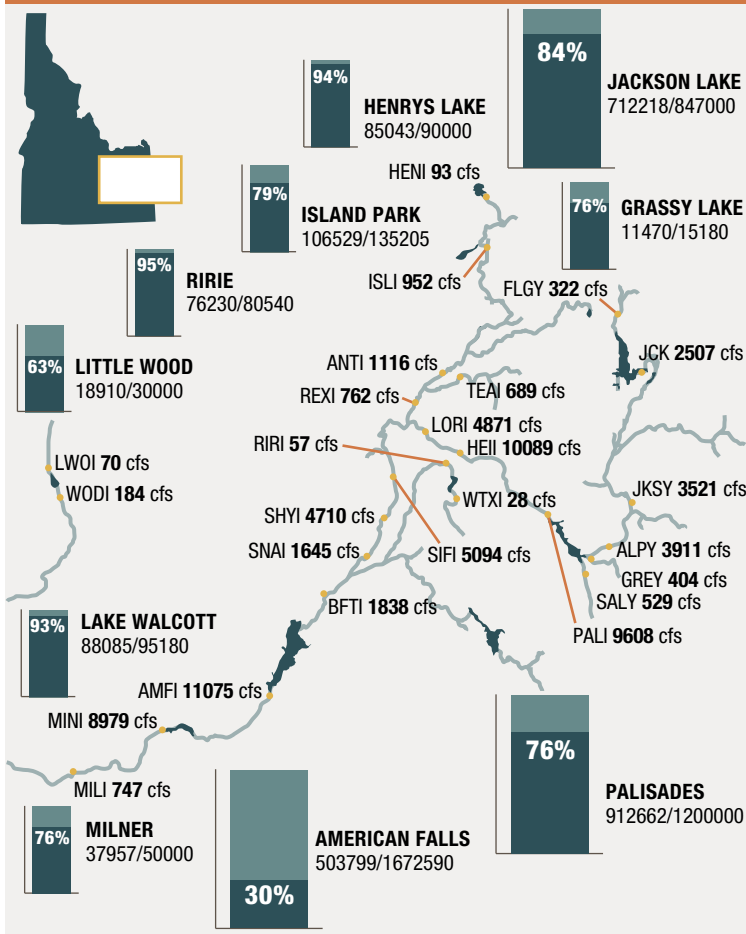 84%
JACKSON LAKE
712218/847000
94%
HENRYS LAKE
85043/90000
HENI 93 cfs
79%
ISLAND PARK
106529/135205
76%
GRASSY LAKE
11470/15180
95%
RIRIE
76230/80540
ISLI 952 cfs
FLGY 322 cfs
63%
LITTLE WOOD
18910/30000
JCK 2507 cfs
ANTI 1116 cfs
TEAI 689 cfs
REXI 762 cfs
LORI 4871 cfs
RIRI 57 cfs
HEII 10089 cfs
LWOI 70 cfs
WODI 184 cfs
WTXI 28 cfs
JKSY 3521 cfs
SHYI 4710 cfs
SNAI 1645 cfs
SIFI 5094 cfs
ALPY 3911 cfs
GREY 404 cfs
SALY 529 cfs
BFTI 1838 cfs
PALI 9608 cfs
93%
LAKE WALCOTT
88085/95180
AMFI 11075 cfs
MINI 8979 cfs
MILI 747 cfs
76%
PALISADES
912662/1200000
76%
MILNER
37957/50000
AMERICAN FALLS
503799/1672590
30%